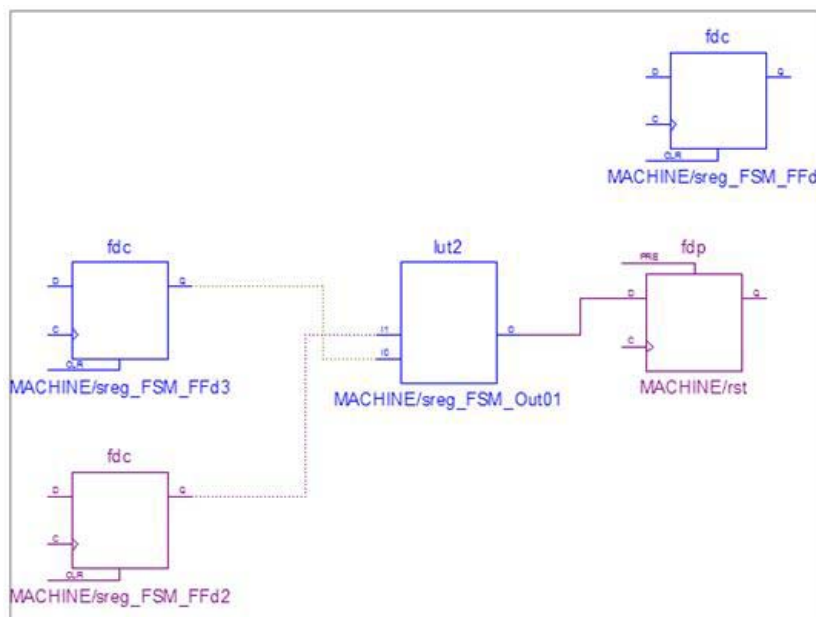 fdc
D
Q
C
CLR
MACHINE/sreg_FSM_FFd
fdc
D
Q
C
CLR
MACHINE/sreg_FSM_FFd3
lut2
I1
I0
O
MACHINE/sreg_FSM_Out01
fdp
PRE
D
Q
C
MACHINE/rst
fdc
D
Q
C
CLR
MACHINE/sreg_FSM_FFd2